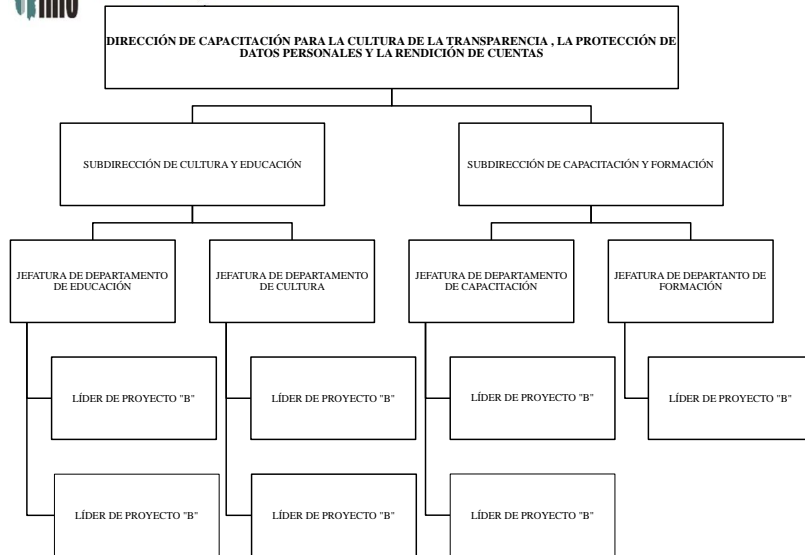 info
DIRECCIÓN DE CAPACITACIÓN PARA LA CULTURA DE LA TRANSPARENCIA , LA PROTECCIÓN DE
DATOS PERSONALES Y LA RENDICIÓN DE CUENTAS
SUBDIRECCIÓN DE CULTURA Y EDUCACIÓN
SUBDIRECCIÓN DE CAPACITACIÓN Y FORMACIÓN
JEFATURA DE DEPARTAMENTO
DE EDUCACIÓN
JEFATURA DE DEPARTAMENTO
DE CULTURA
JEFATURA DE DEPARTAMENTO
DE CAPACITACIÓN
JEFATURA DE DEPARTANTO DE
FORMACIÓN
LÍDER DE PROYECTO "B"
LÍDER DE PROYECTO "B"
LÍDER DE PROYECTO "B"
LÍDER DE PROYECTO "B"
LÍDER DE PROYECTO "B"
LÍDER DE PROYECTO "B"
LÍDER DE PROYECTO "B"